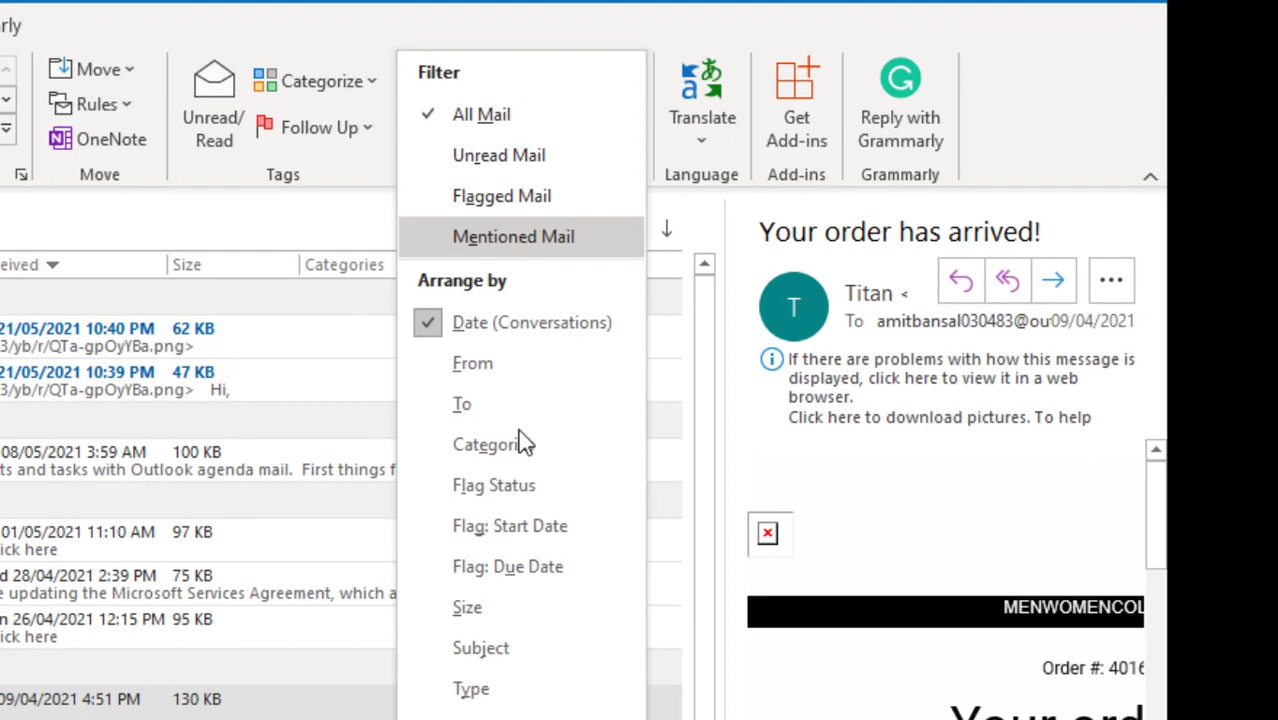 rly
Move
Rules
OneNote
Move
Unread/
Read
Categorize
Follow Up
Tags
Filter
All Mail
Unread Mail
Flagged Mail
Mentioned Mail
Arrange by
Date (Conversations)
From
To
Categori
Flag Status
Flag: Start Date
Flag: Due Date
Size
Subject
Type
Translate
Language
Get
Add-ins
Add-ins
Reply with
Grammarly
Grammarly
eived
Size
Categories
21/05/2021 10:40 PM 62 KB
3/yb/r/QTa-gpOyYBa.png>
21/05/2021 10:39 PM 47 KB
3/yb/r/QTa-gpOyYBa.png> Hi,
08/05/2021 3:59 AM 100 KB
ts and tasks with Outlook agenda mail. First things f
01/05/2021 11:10 AM 97 KB
ick here
d 28/04/2021 2:39 PM 75 KB
e updating the Microsoft Services Agreement, which a
n 26/04/2021 12:15 PM 95 KB
ick here
09/04/2021 4:51 PM 130 KB
Your order has arrived!
T
Titan <
To amitbansal030483@ou09/04/2021
If there are problems with how this message is
displayed, click here to view it in a web
browser.
Click here to download pictures. To help
MENWOMENCOL
Order #: 4016
Your ord